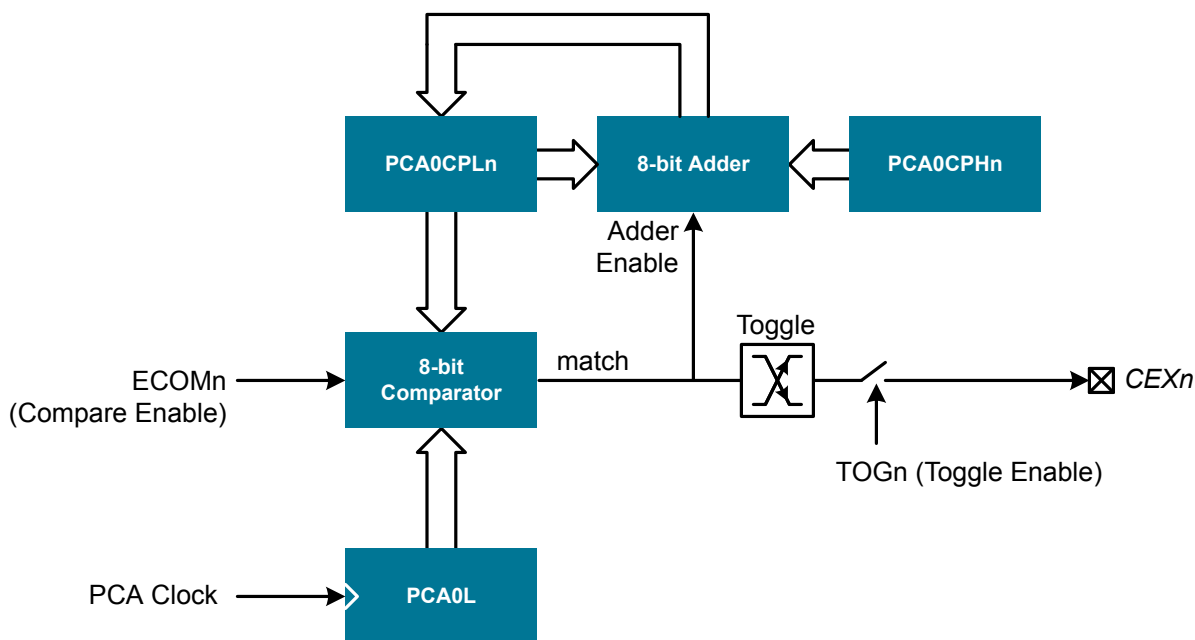 PCA0CPLn
8-bit Adder
PCA0CPHn
Adder
Enable
Toggle
8-bit
Comparator
match
ECOMn
(Compare Enable)
CEXn
TOGn (Toggle Enable)
PCA Clock
PCA0L